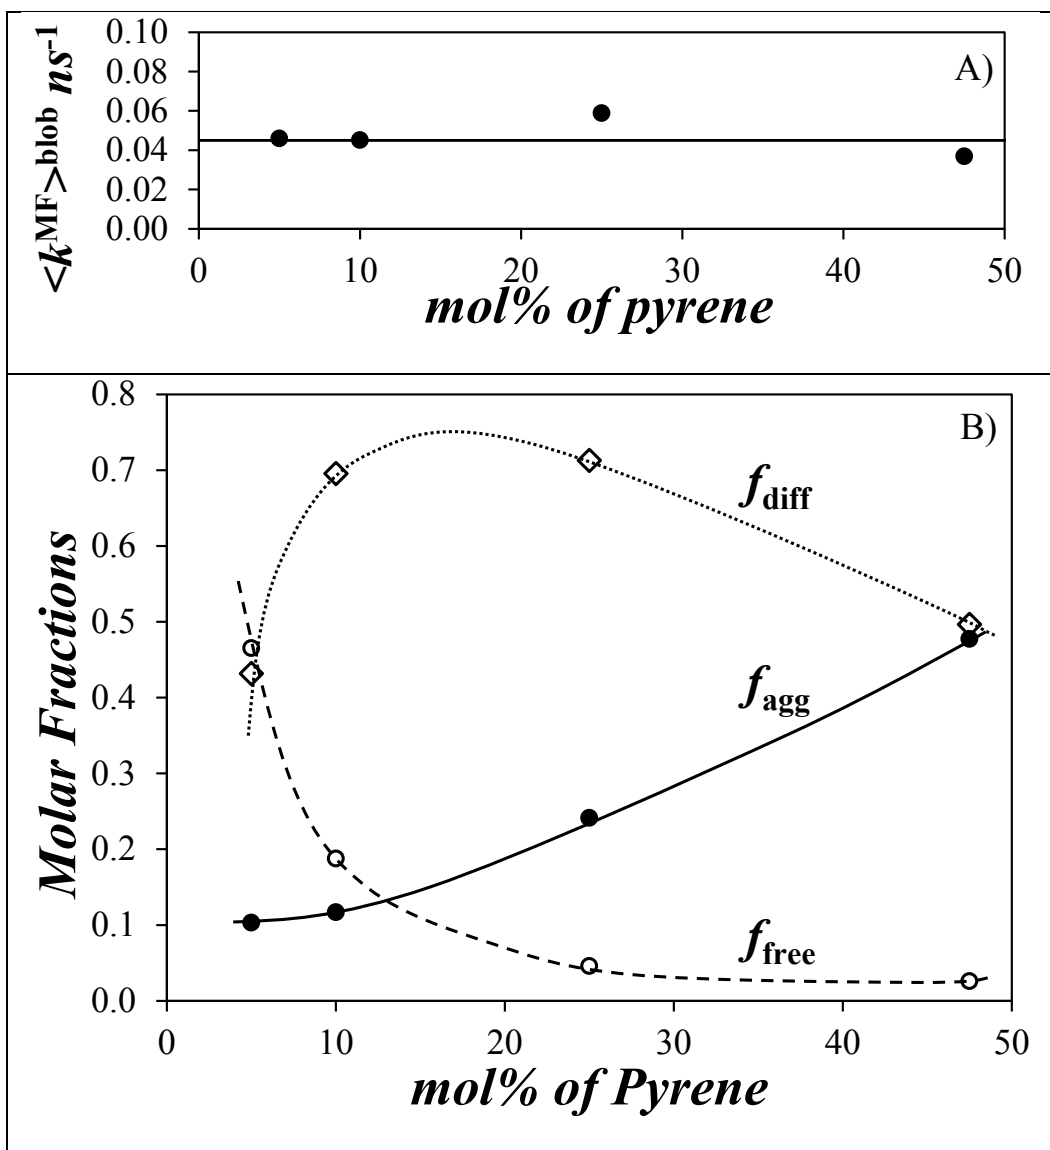 A)
<k^MF>^blob ns^-1
0.10
0.08
0.06
0.04
0.02
0.00
0 10 20 30 40 50
mol% of pyrene
B)
Molar Fractions
0.8
0.7
0.6
0.5
0.4
0.3
0.2
0.1
0.0
f_diff
f_agg
f_free
0 10 20 30 40 50
mol% of Pyrene